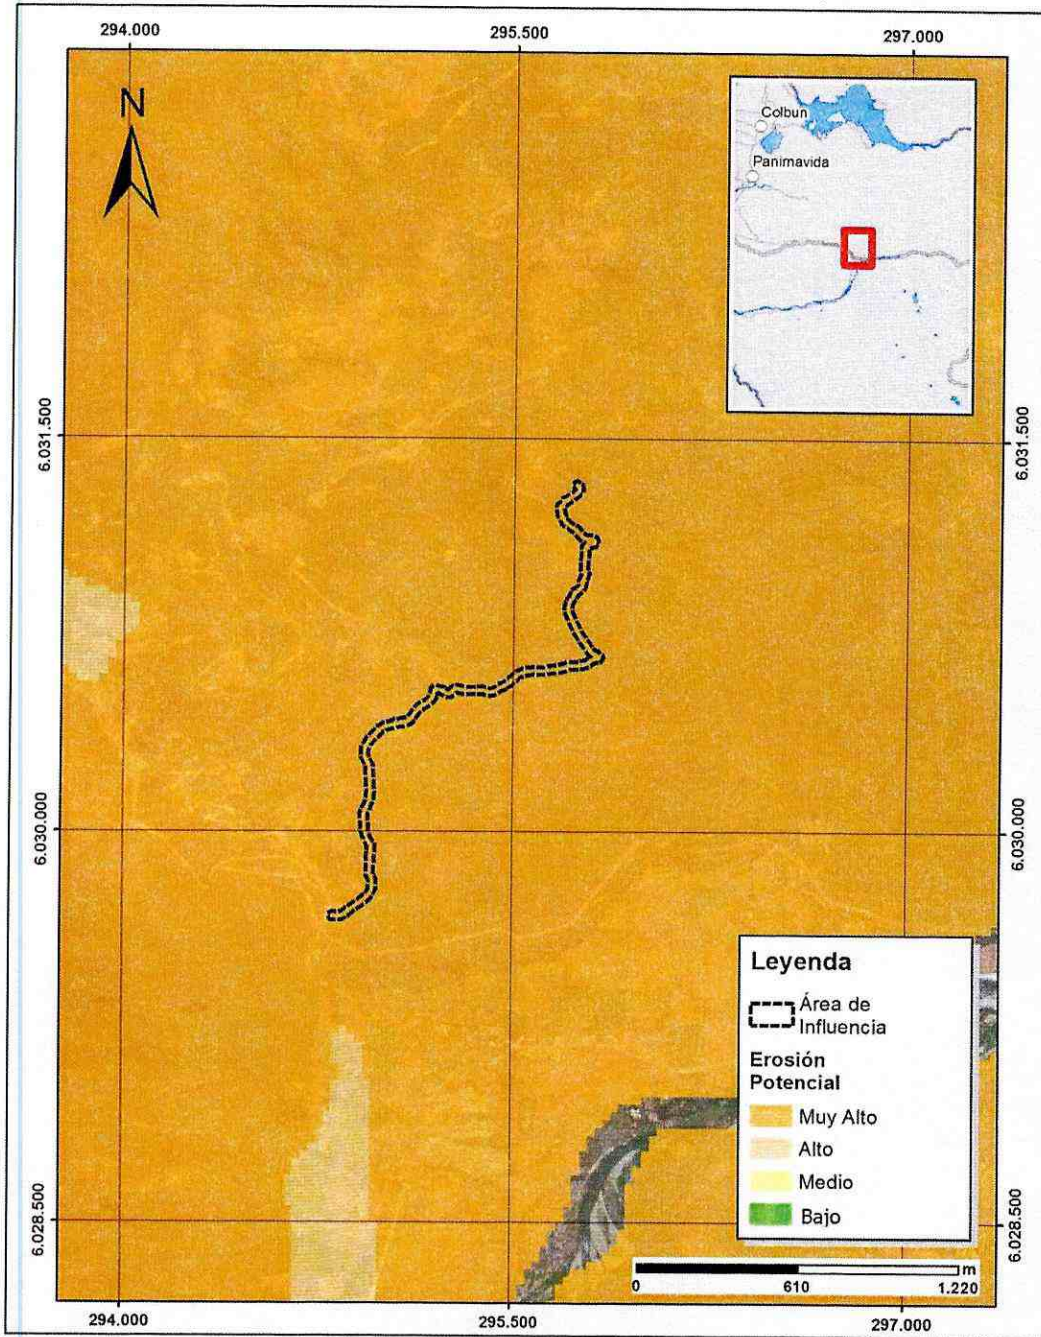 294.000
295.500
297.000
N
Colbun
Panimavida
6.031.500
6.031.500
6.030.000
6.030.000
Leyenda
Área de
Influencia
Erosión
Potencial
Muy Alto
Alto
Medio
Bajo
6.028.500
6.028.500
m
0
610
1.220
294.000
295.500
297.000